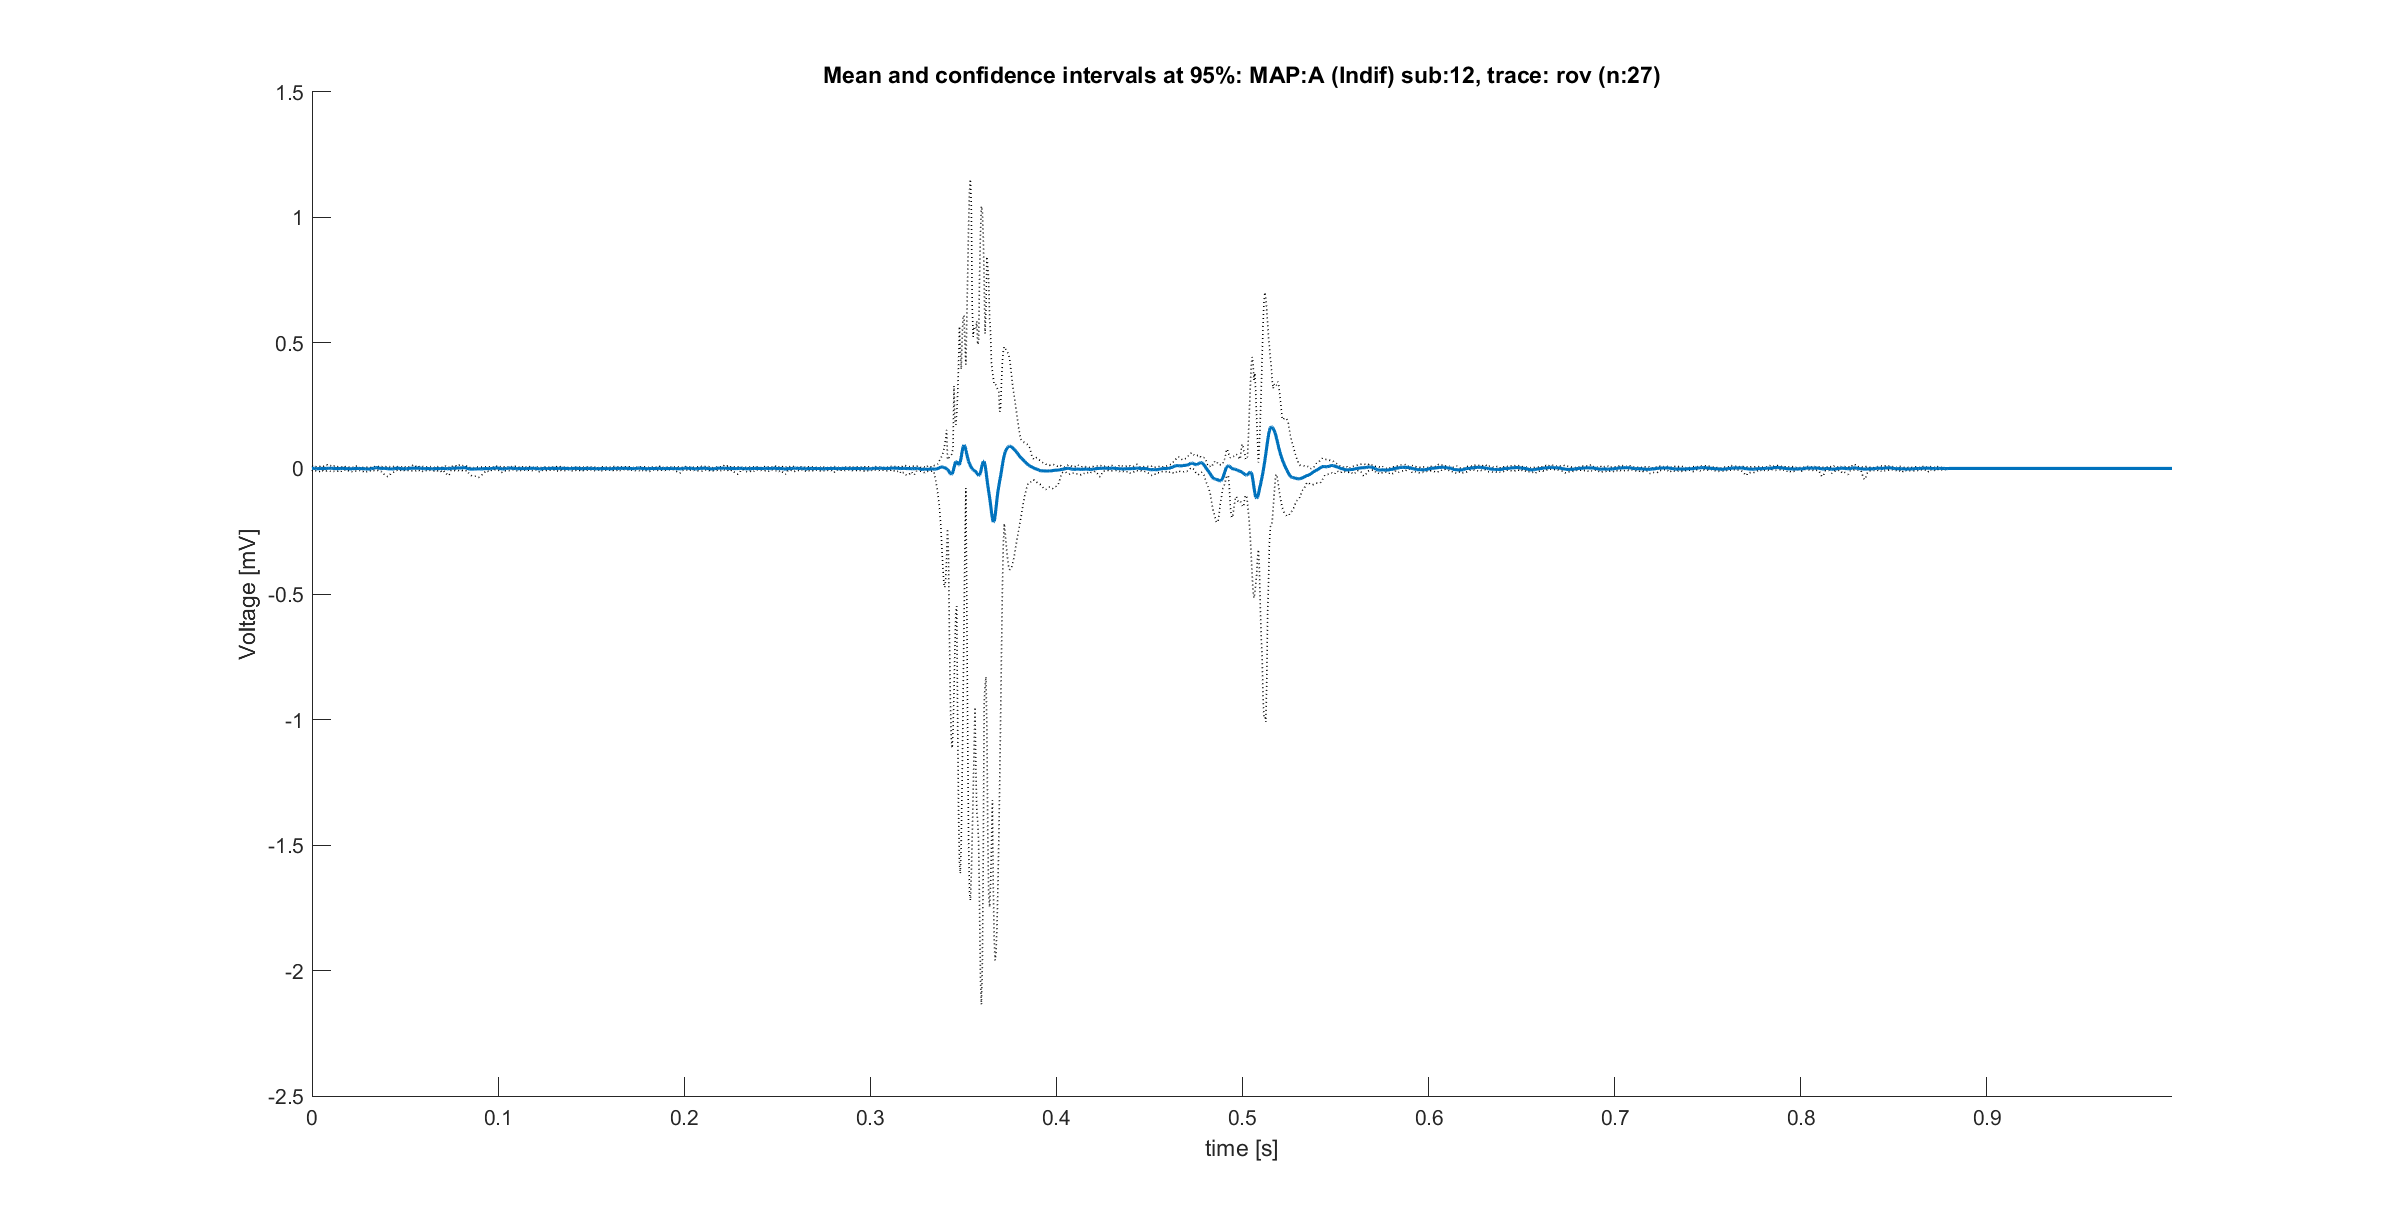 Mean and confidence intervals at 95%: MAP:A (Indif) sub:12, trace: rov (n:27)
1.5
1
0.5
0
-0.5
-1
-1.5
-2
-2.5
Voltage [mV]
0 0.1 0.2 0.3 0.4 0.5 0.6 0.7 0.8 0.9
time [s]